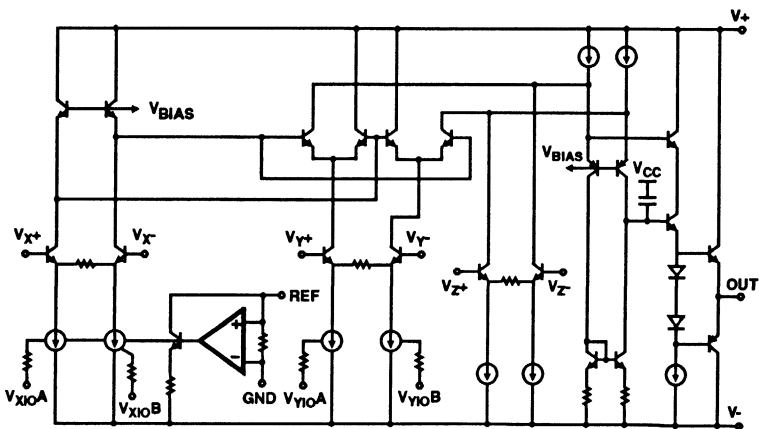 V+
VBIAS
VBIAS
VCC
VX+
VX-
VY+
VY-
VZ+
VZ-
OUT
REF
+
-
GND
VXIOA
VXIOB
VYIOA
VYIOB
V-